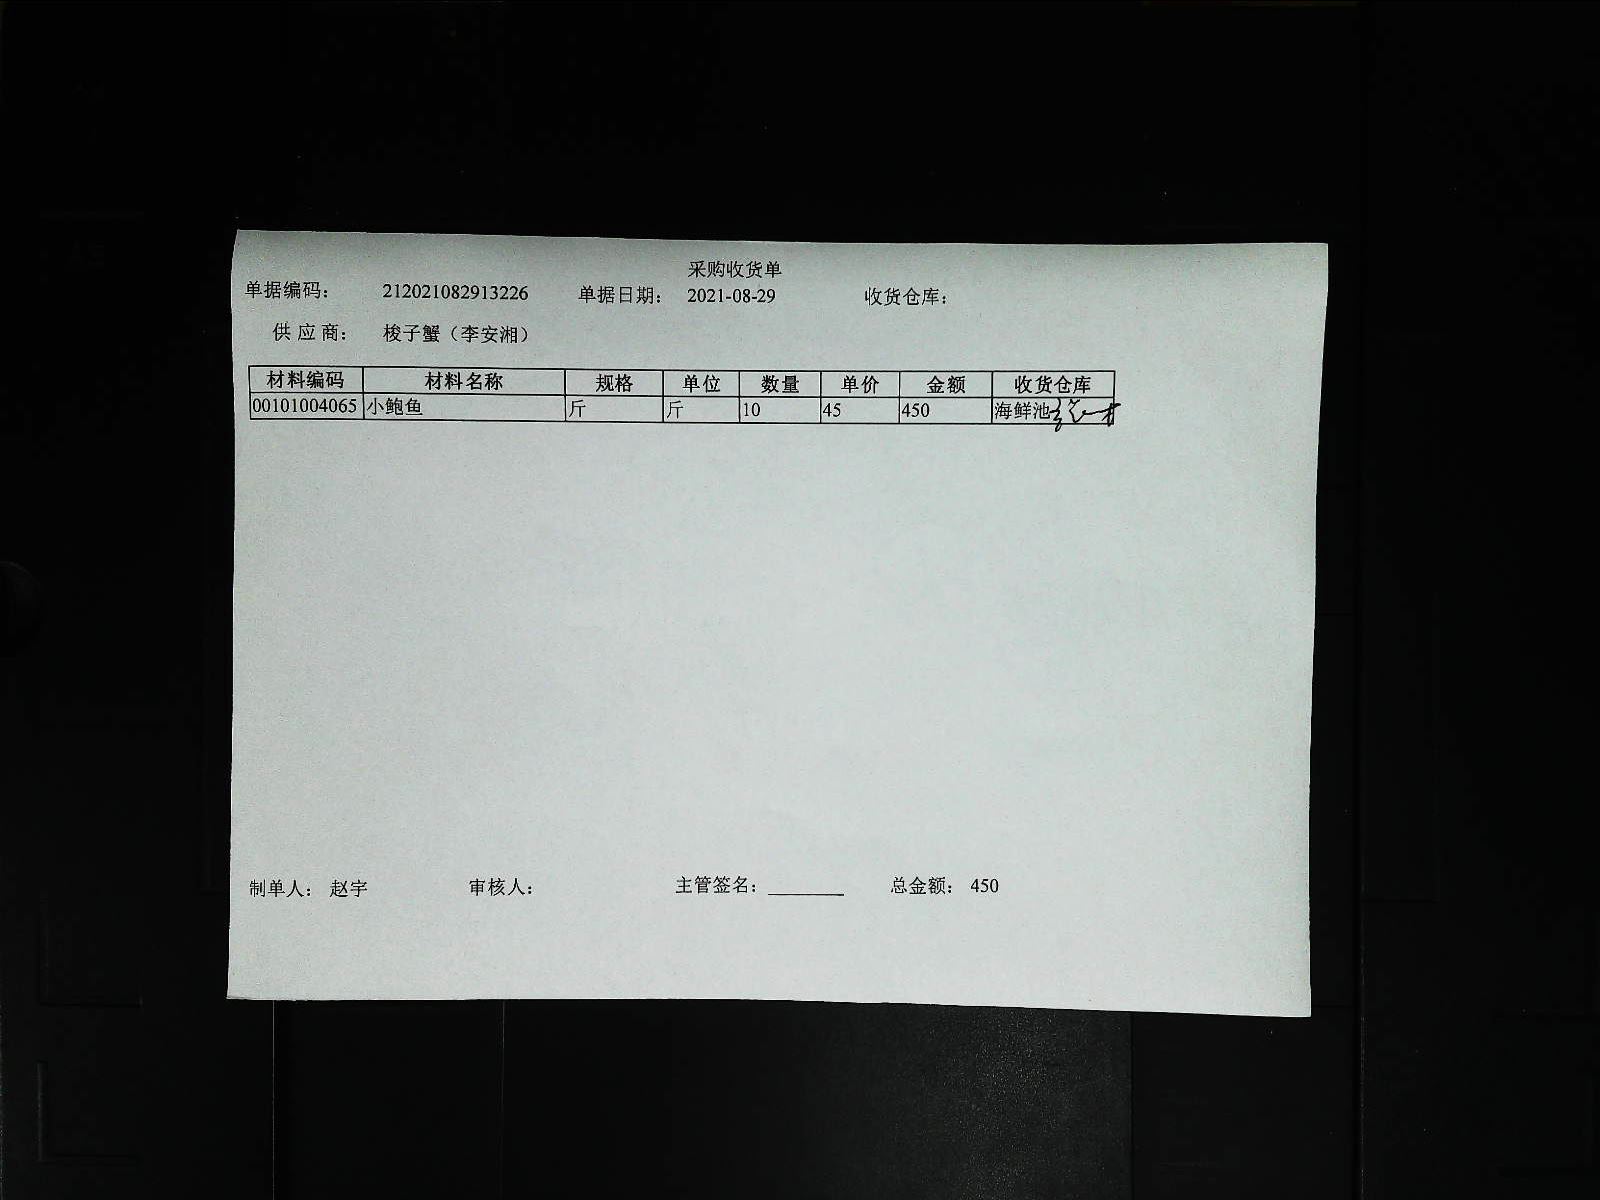 采购收货单
单据编码： 212021082913226 单据日期： 2021-08-29 收货仓库：
供 应 商： 梭子蟹（李安湘）
材料编码 材料名称 规格 单位 数量 单价 金额 收货仓库
00101004065 小鲍鱼 斤 斤 10 45 450 海鲜池
制单人： 赵宇 审核人： 主管签名：________ 总金额： 450